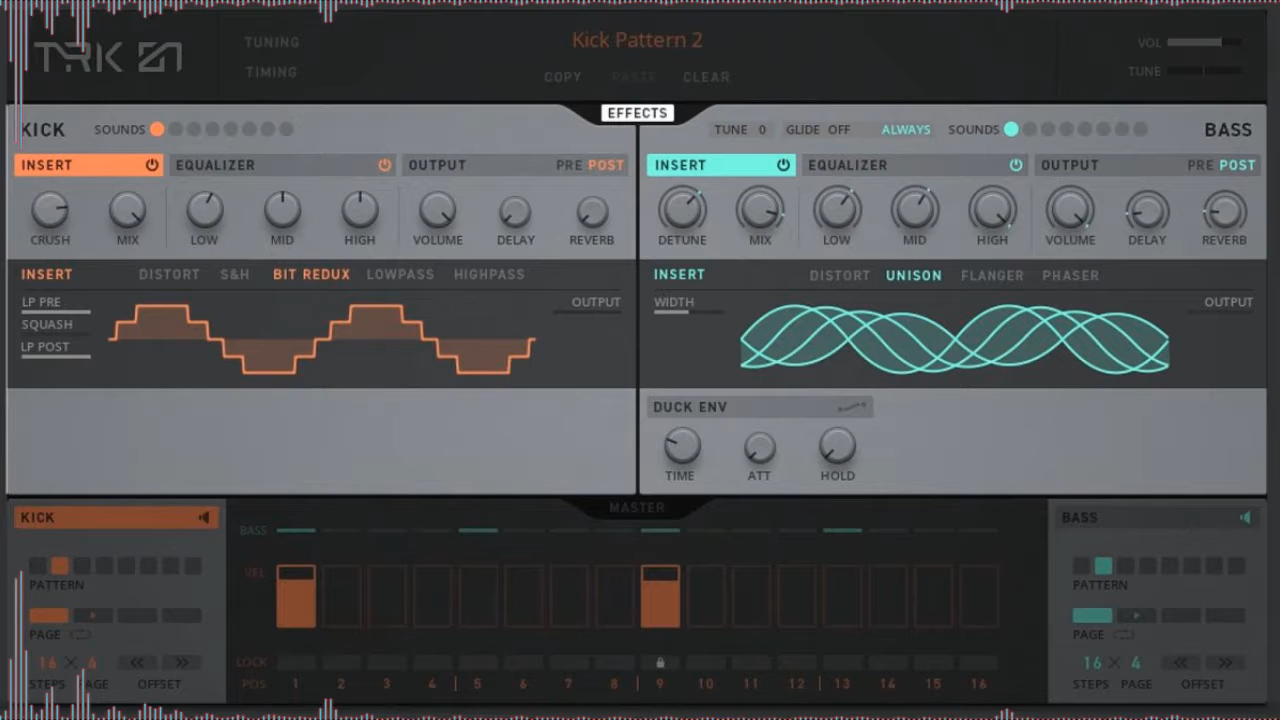 TRK 01
TUNING
TIMING
Kick Pattern 2
COPY PASTE CLEAR
VOL
TUNE
EFFECTS
KICK SOUNDS
TUNE 0 GLIDE OFF ALWAYS SOUNDS BASS
INSERT EQUALIZER OUTPUT PRE POST
CRUSH MIX LOW MID HIGH VOLUME DELAY REVERB
INSERT EQUALIZER OUTPUT PRE POST
DETUNE MIX LOW MID HIGH VOLUME DELAY REVERB
INSERT DISTORT S&H BIT REDUX LOWPASS HIGHPASS
LP PRE OUTPUT
SQUASH
LP POST
INSERT DISTORT UNISON FLANGER PHASER
WIDTH OUTPUT
DUCK ENV
TIME ATT HOLD
MASTER
KICK
PATTERN
PAGE
16 × 4
STEPS PAGE OFFSET
BASS
VEL
LOCK
POS 1 2 3 4 5 6 7 8 9 10 11 12 13 14 15 16
BASS
PATTERN
PAGE
16 × 4
STEPS PAGE OFFSET